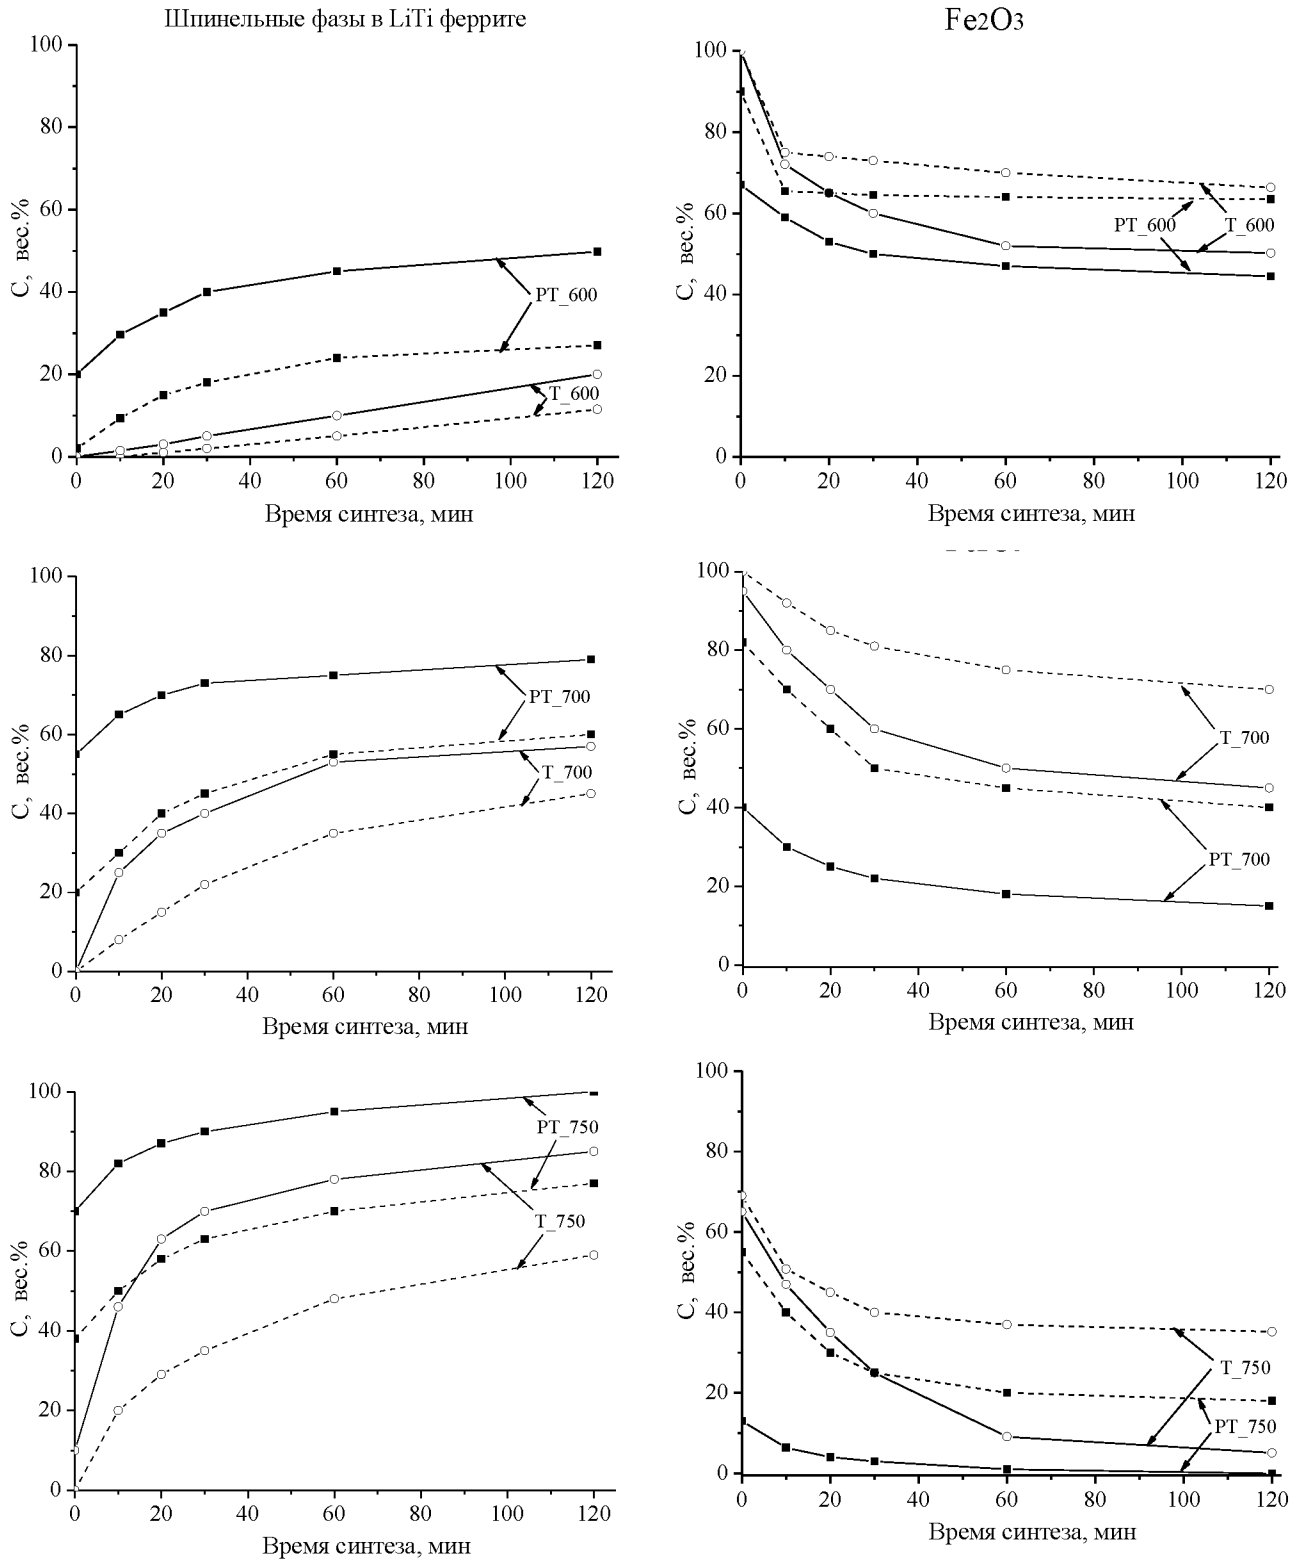 Шпинельные фазы в LiTi феррите
100
80
60
40
20
0
С, вес.%
PT_600
T_600
0 20 40 60 80 100 120
Время синтеза, мин
Fe2O3
100
80
60
40
20
0
С, вес.%
PT_600
T_600
0 20 40 60 80 100 120
Время синтеза, мин
100
80
60
40
20
0
С, вес.%
PT_700
T_700
0 20 40 60 80 100 120
Время синтеза, мин
100
80
60
40
20
0
С, вес.%
T_700
PT_700
0 20 40 60 80 100 120
Время синтеза, мин
100
80
60
40
20
0
С, вес.%
PT_750
T_750
0 20 40 60 80 100 120
Время синтеза, мин
100
80
60
40
20
0
С, вес.%
T_750
PT_750
0 20 40 60 80 100 120
Время синтеза, мин